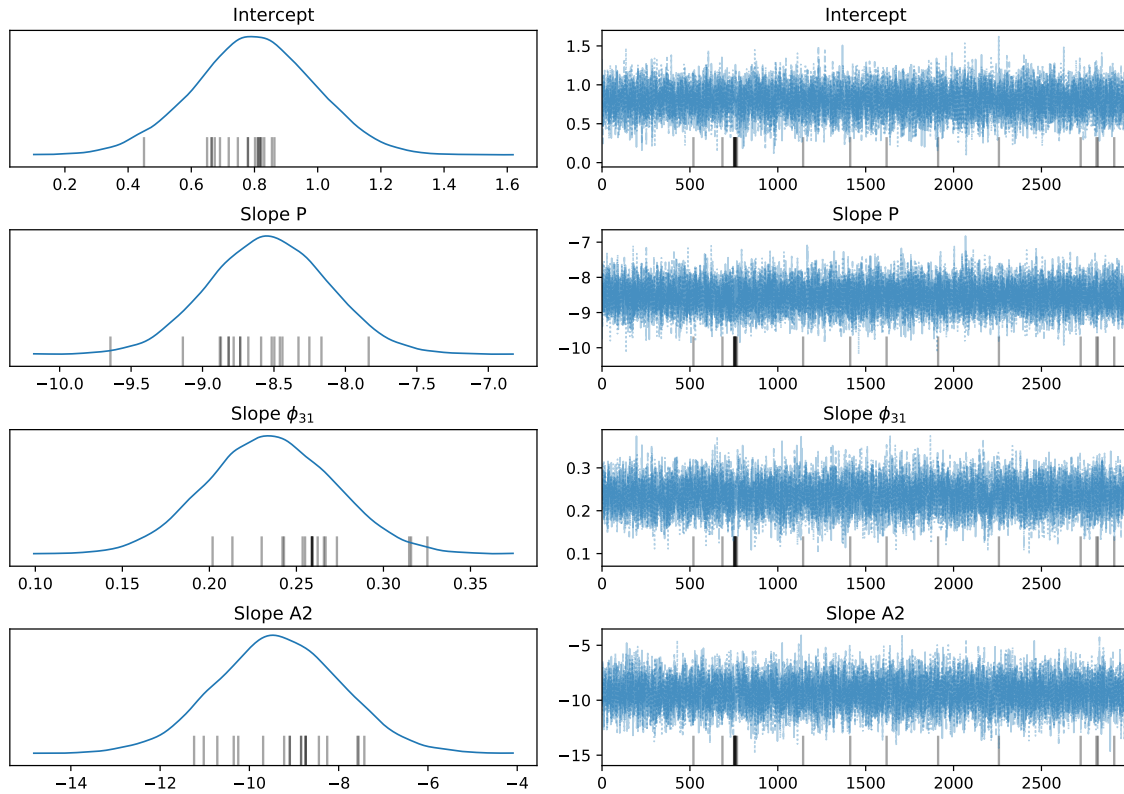 Intercept
0.2 0.4 0.6 0.8 1.0 1.2 1.4 1.6
Intercept
1.5
1.0
0.5
0.0
0 500 1000 1500 2000 2500
Slope P
−10.0 −9.5 −9.0 −8.5 −8.0 −7.5 −7.0
Slope P
−7
−8
−9
−10
0 500 1000 1500 2000 2500
Slope ϕ₃₁
0.10 0.15 0.20 0.25 0.30 0.35
Slope ϕ₃₁
0.3
0.2
0.1
0 500 1000 1500 2000 2500
Slope A2
−14 −12 −10 −8 −6 −4
Slope A2
−5
−10
−15
0 500 1000 1500 2000 2500